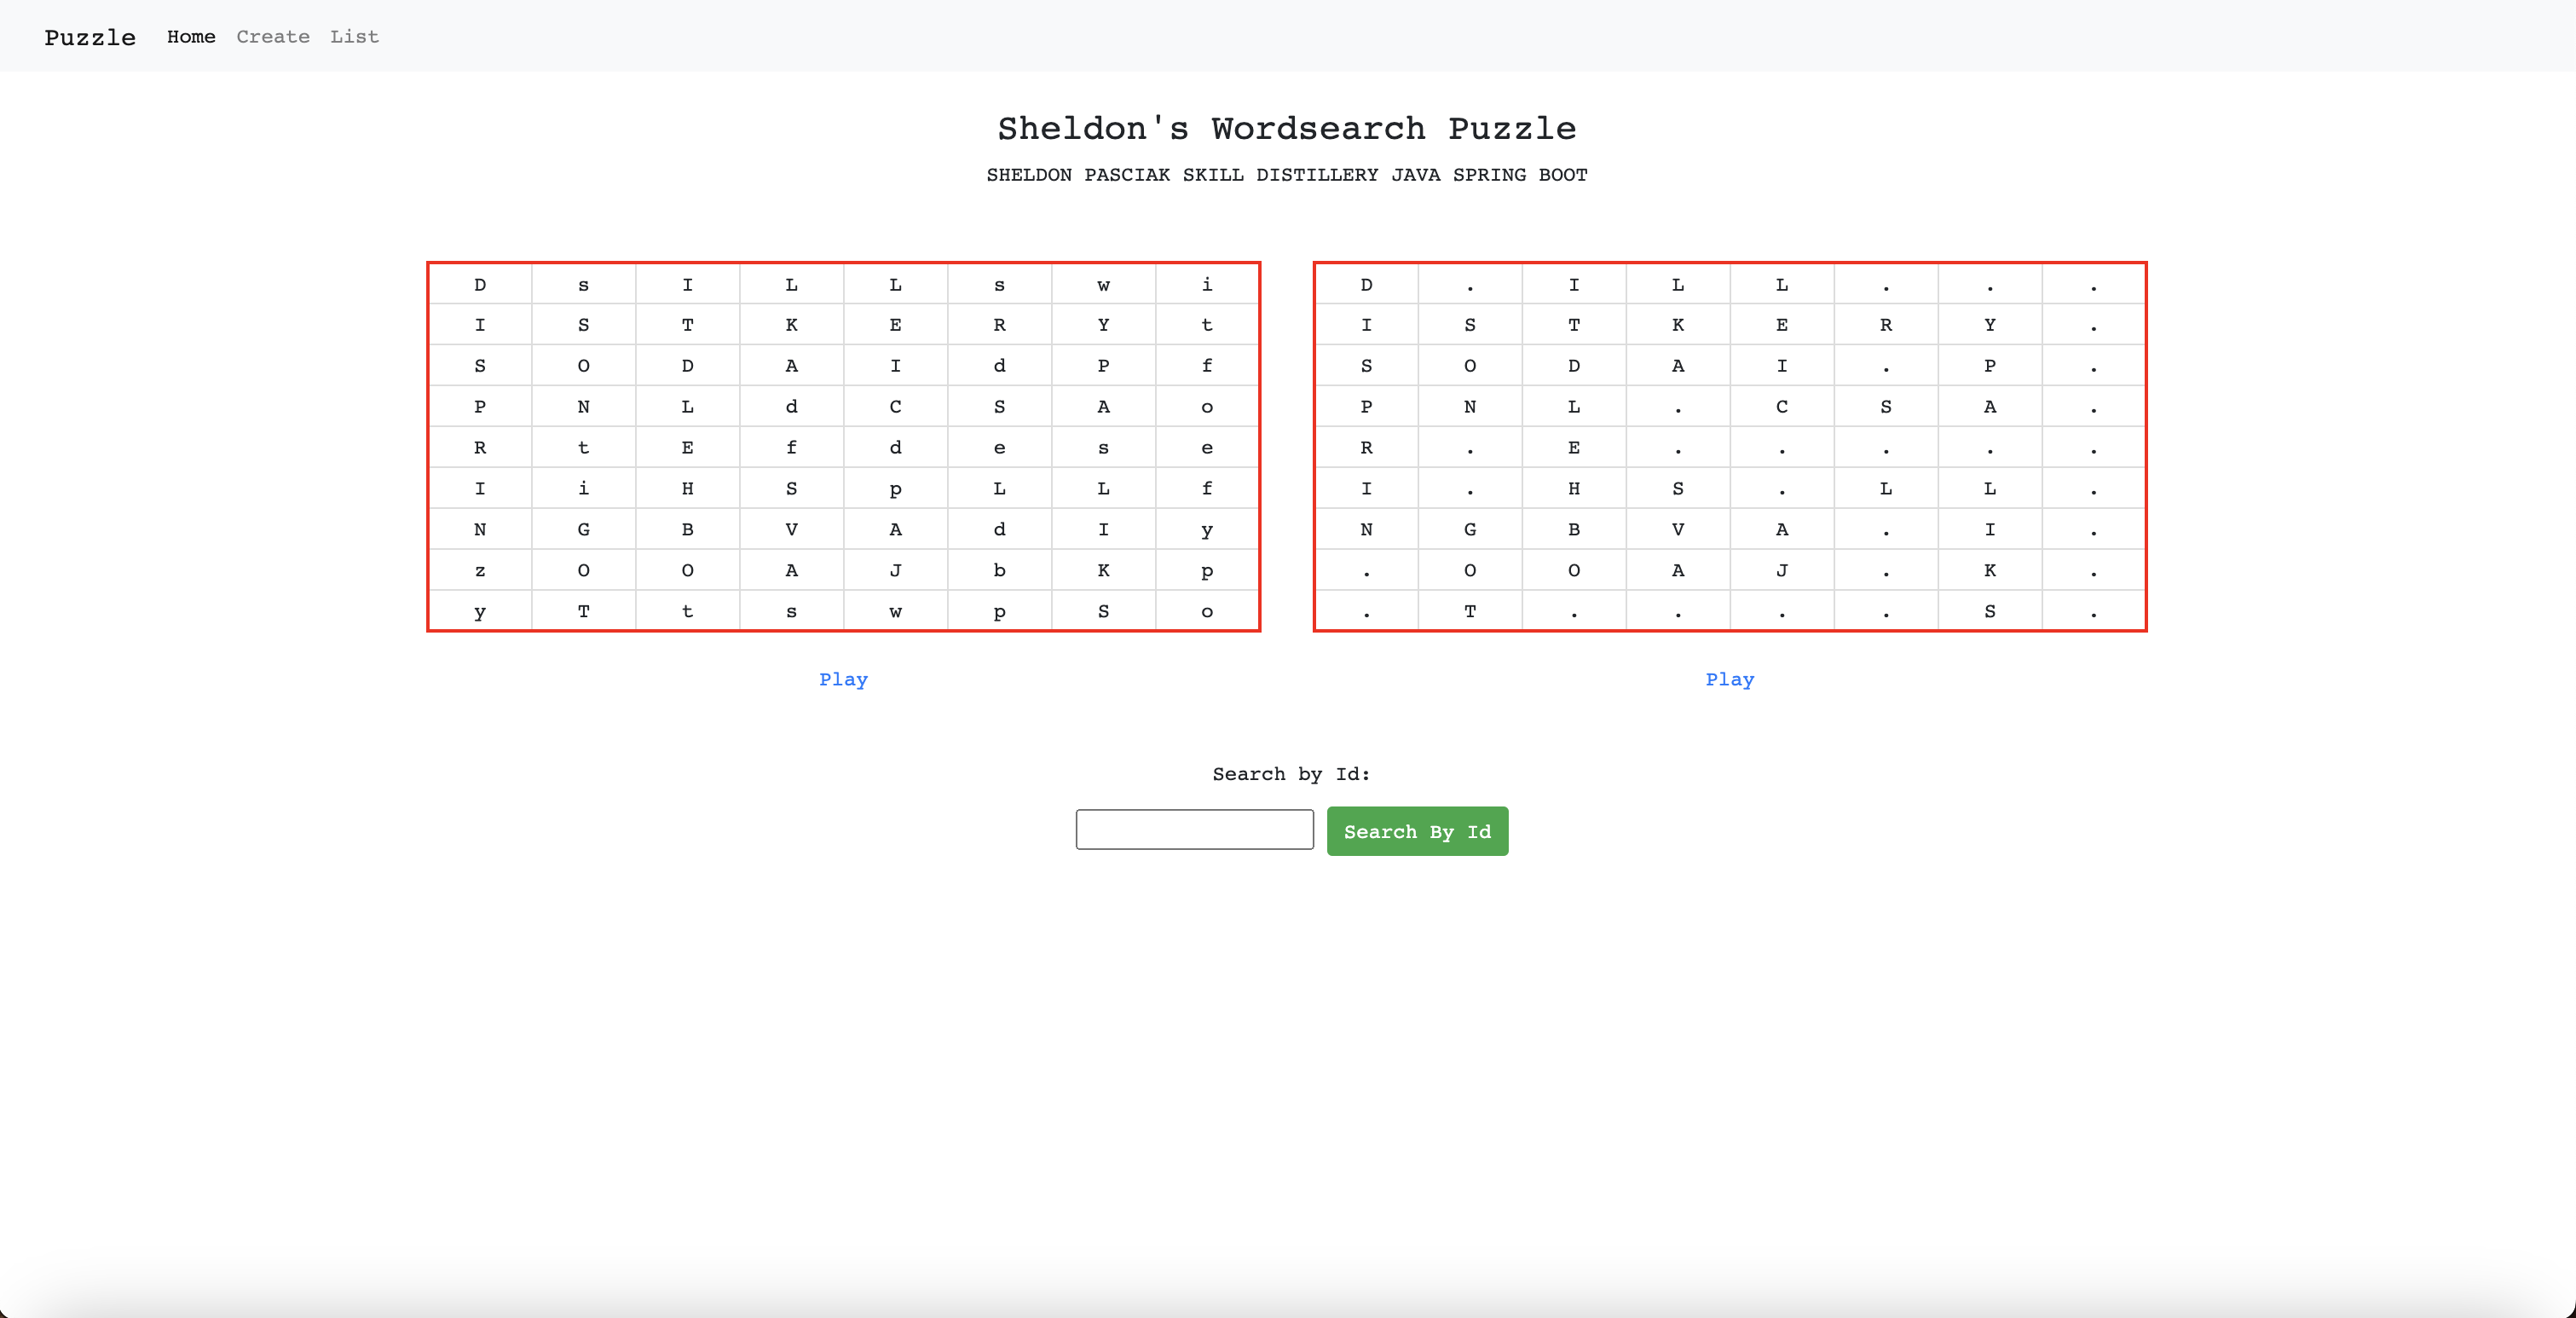 Puzzle Home Create List
Sheldon's Wordsearch Puzzle
SHELDON PASCIAK SKILL DISTILLERY JAVA SPRING BOOT
D s I L L s w i
I S T K E R Y t
S O D A I d P f
P N L d C S A o
R t E f d e s e
I i H S p L L f
N G B V A d I y
z O O A J b K p
y T t s w p S o
D . I L L . . .
I S T K E R Y .
S O D A I . P .
P N L . C S A .
R . E . . . . .
I . H S . L L .
N G B V A . I .
. O O A J . K .
. T . . . . S .
Play
Play
Search by Id:
Search By Id